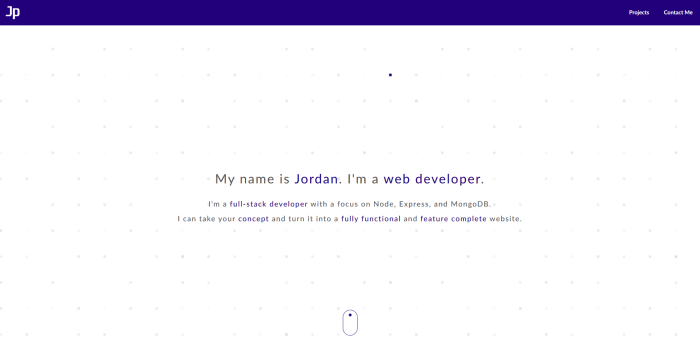 Jp
Projects
Contact Me
My name is Jordan. I'm a web developer.
I'm a full-stack developer with a focus on Node, Express, and MongoDB.
I can take your concept and turn it into a fully functional and feature complete website.